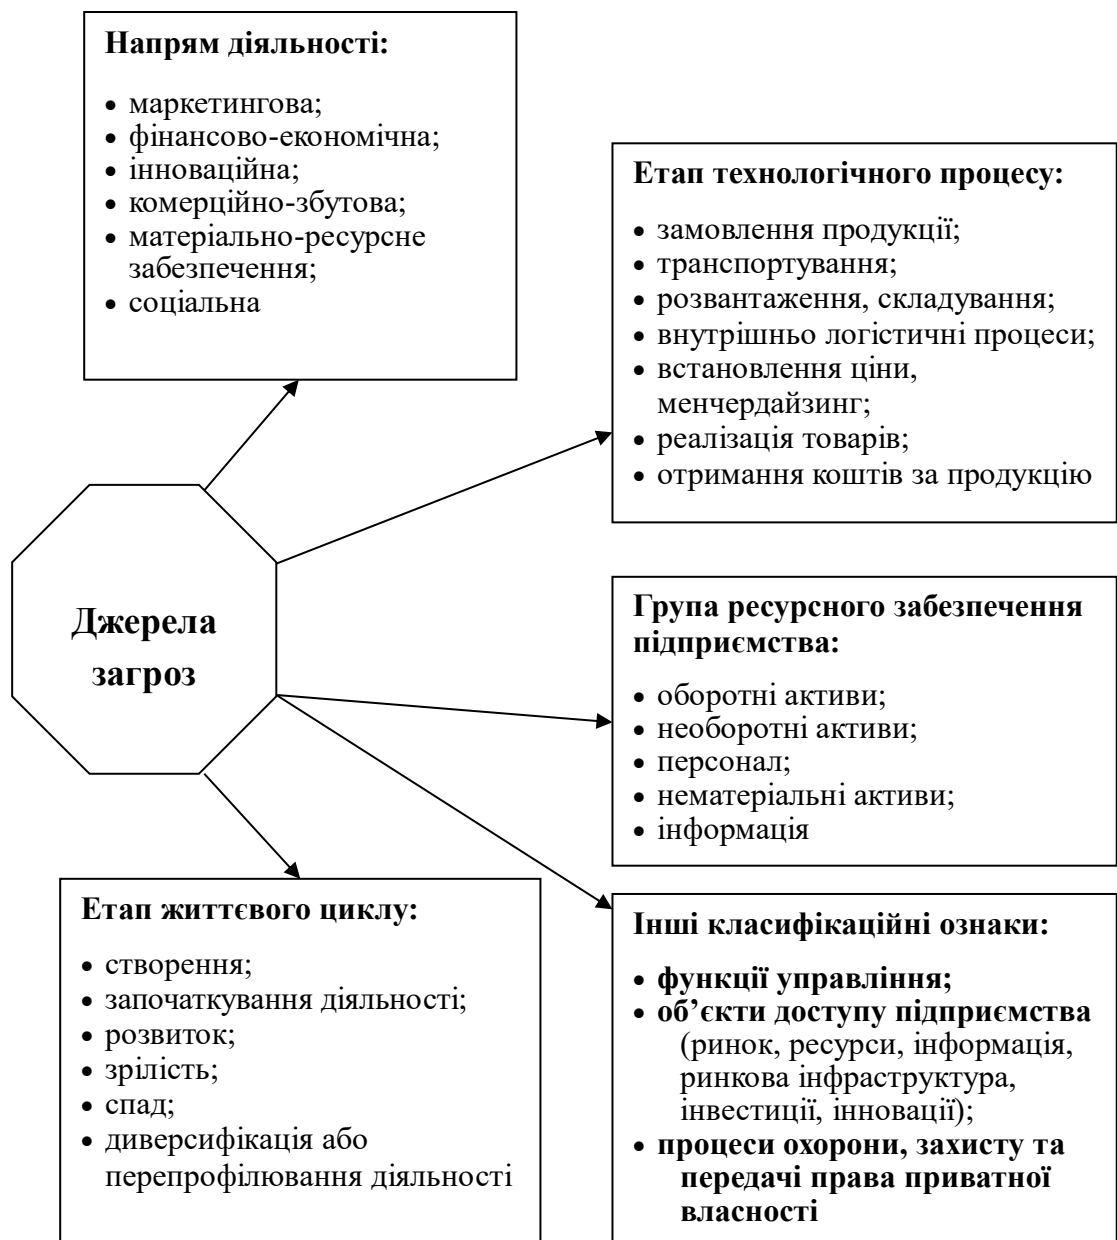 Напрям діяльності:
• маркетингова;
• фінансово-економічна;
• інноваційна;
• комерційно-збутова;
• матеріально-ресурсне
забезпечення;
• соціальна
Етап технологічного процесу:
• замовлення продукції;
• транспортування;
• розвантаження, складування;
• внутрішньо логістичні процеси;
• встановлення ціни,
менчердайзинг;
• реалізація товарів;
• отримання коштів за продукцію
Джерела
загроз
Група ресурсного забезпечення
підприємства:
• оборотні активи;
• необоротні активи;
• персонал;
• нематеріальні активи;
• інформація
Етап життєвого циклу:
• створення;
• започаткування діяльності;
• розвиток;
• зрілість;
• спад;
• диверсифікація або
перепрофілювання діяльності
Інші класифікаційні ознаки:
• функції управління;
• об’єкти доступу підприємства
(ринок, ресурси, інформація,
ринкова інфраструктура,
інвестиції, інновації);
• процеси охорони, захисту та
передачі права приватної
власності